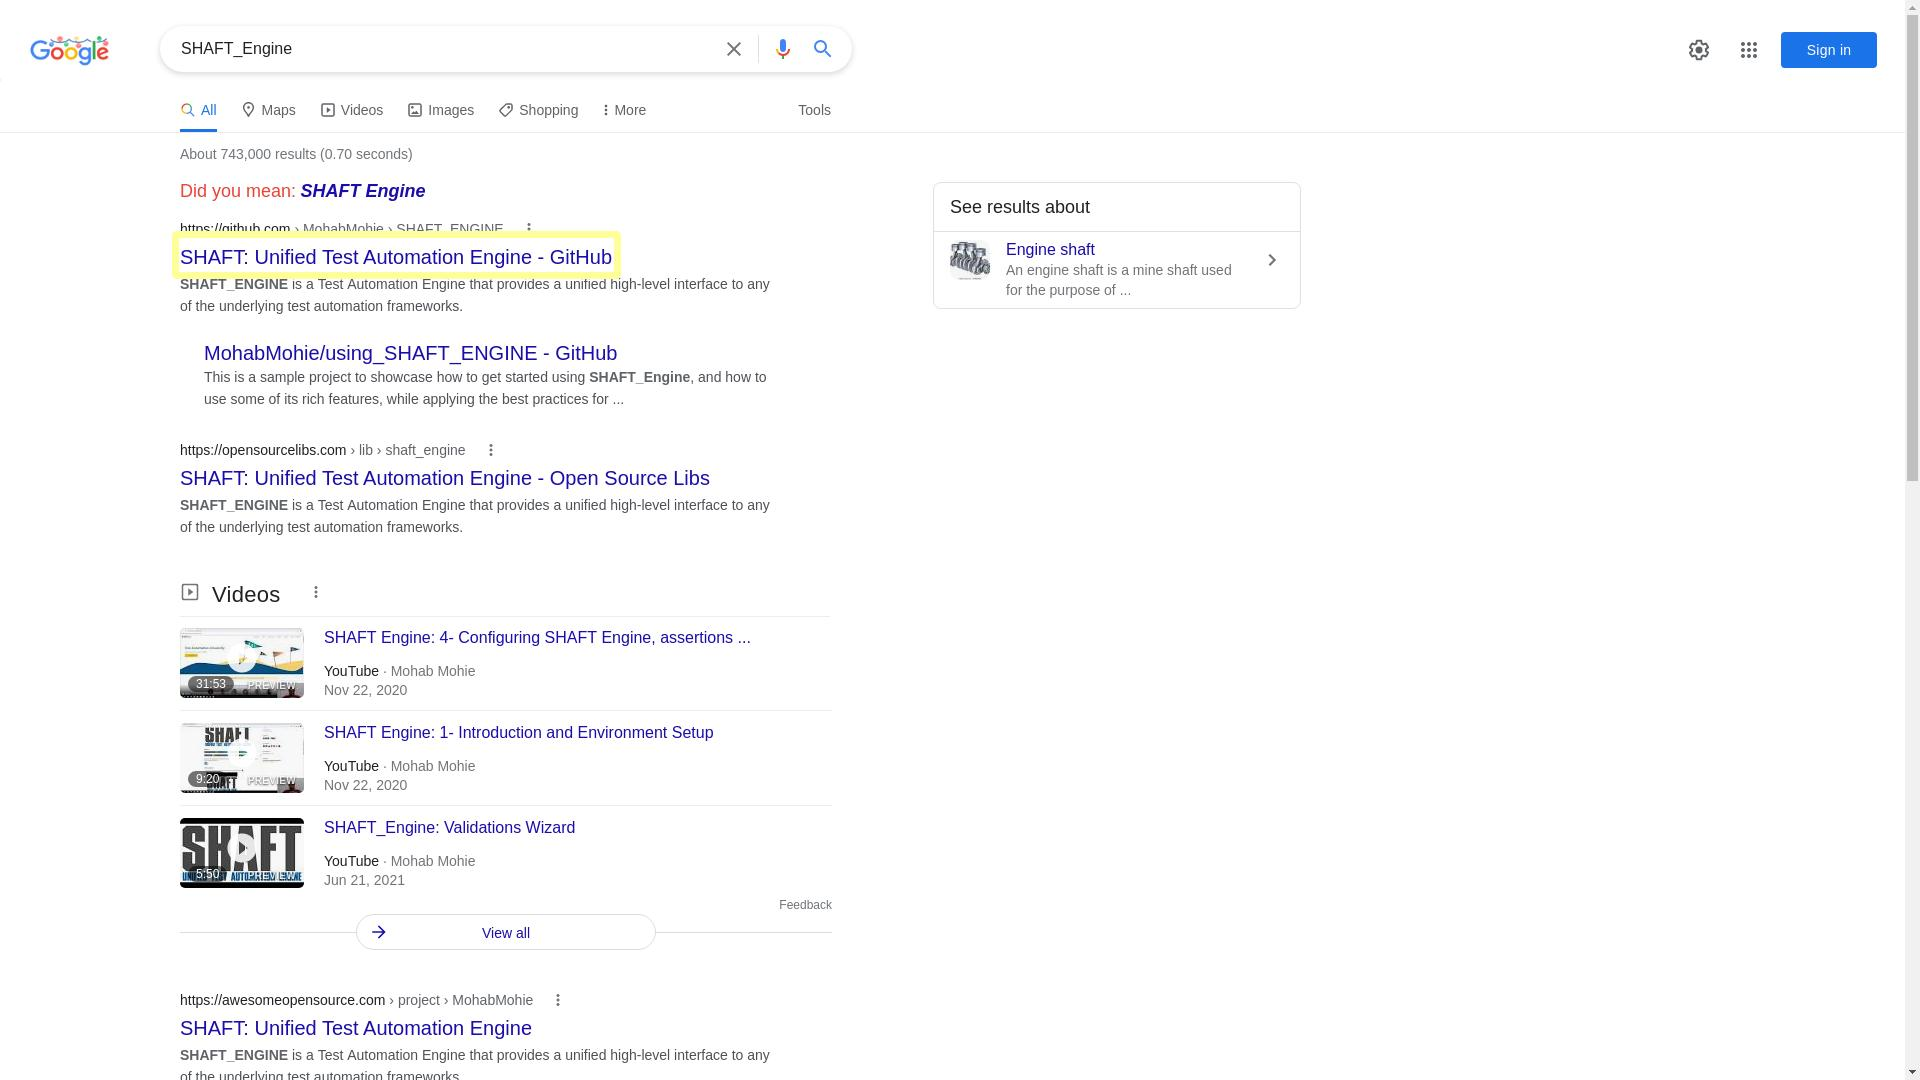 Google
SHAFT_Engine
Sign in
All
Maps
Videos
Images
Shopping
More
Tools
About 743,000 results (0.70 seconds)
Did you mean: SHAFT Engine
https://github.com › MohabMohie › SHAFT_ENGINE
SHAFT: Unified Test Automation Engine - GitHub
SHAFT_ENGINE is a Test Automation Engine that provides a unified high-level interface to any
of the underlying test automation frameworks.
MohabMohie/using_SHAFT_ENGINE - GitHub
This is a sample project to showcase how to get started using SHAFT_Engine, and how to
use some of its rich features, while applying the best practices for ...
https://opensourcelibs.com › lib › shaft_engine
SHAFT: Unified Test Automation Engine - Open Source Libs
SHAFT_ENGINE is a Test Automation Engine that provides a unified high-level interface to any
of the underlying test automation frameworks.
Videos
31:53
PREVIEW
SHAFT Engine: 4- Configuring SHAFT Engine, assertions ...
YouTube · Mohab Mohie
Nov 22, 2020
SHAFT
9:20
PREVIEW
SHAFT
SHAFT Engine: 1- Introduction and Environment Setup
YouTube · Mohab Mohie
Nov 22, 2020
SHAFT
5:50
PREVIEW
SHAFT_Engine: Validations Wizard
YouTube · Mohab Mohie
Jun 21, 2021
Feedback
View all
https://awesomeopensource.com › project › MohabMohie
SHAFT: Unified Test Automation Engine
SHAFT_ENGINE is a Test Automation Engine that provides a unified high-level interface to any
of the underlying test automation frameworks.
See results about
Engine shaft
An engine shaft is a mine shaft used
for the purpose of ...